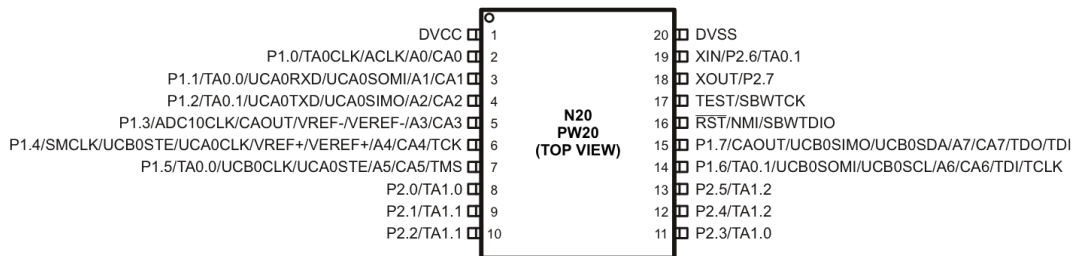 DVCC 1
P1.0/TA0CLK/ACLK/A0/CA0 2
P1.1/TA0.0/UCA0RXD/UCA0SOMI/A1/CA1 3
P1.2/TA0.1/UCA0TXD/UCA0SIMO/A2/CA2 4
P1.3/ADC10CLK/CAOUT/VREF-/VEREF-/A3/CA3 5
P1.4/SMCLK/UCB0STE/UCA0CLK/VREF+/VEREF+/A4/CA4/TCK 6
P1.5/TA0.0/UCB0CLK/UCA0STE/A5/CA5/TMS 7
P2.0/TA1.0 8
P2.1/TA1.1 9
P2.2/TA1.1 10
N20
PW20
(TOP VIEW)
20 DVSS
19 XIN/P2.6/TA0.1
18 XOUT/P2.7
17 TEST/SBWTCK
16 RST/NMI/SBWTDIO
15 P1.7/CAOUT/UCB0SIMO/UCB0SDA/A7/CA7/TDO/TDI
14 P1.6/TA0.1/UCB0SOMI/UCB0SCL/A6/CA6/TDI/TCLK
13 P2.5/TA1.2
12 P2.4/TA1.2
11 P2.3/TA1.0